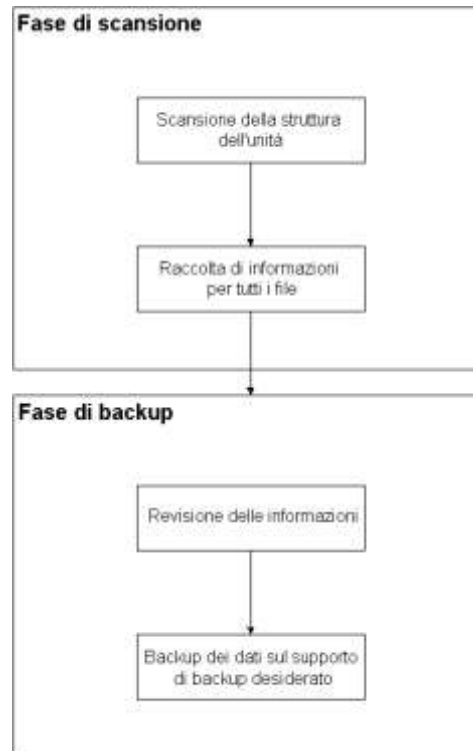 Fase di scansione
Scansione della struttura
dell'unità
Raccolta di informazioni
per tutti i file
Fase di backup
Revisione delle informazioni
Backup dei dati sul supporto
di backup desiderato